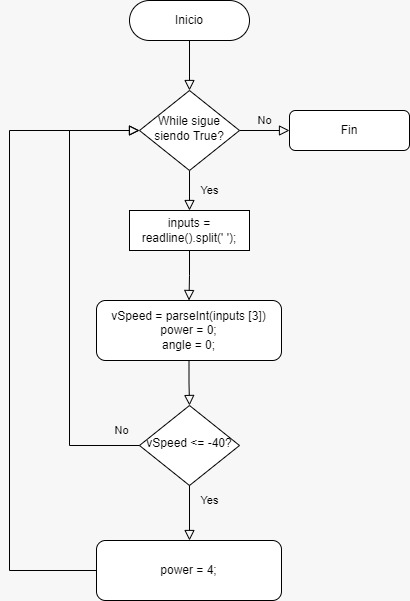 Inicio
While sigue
siendo True?
No
Fin
Yes
inputs =
readline().split(' ');
vSpeed = parseInt(inputs [3])
power = 0;
angle = 0;
No
vSpeed <= -40?
Yes
power = 4;